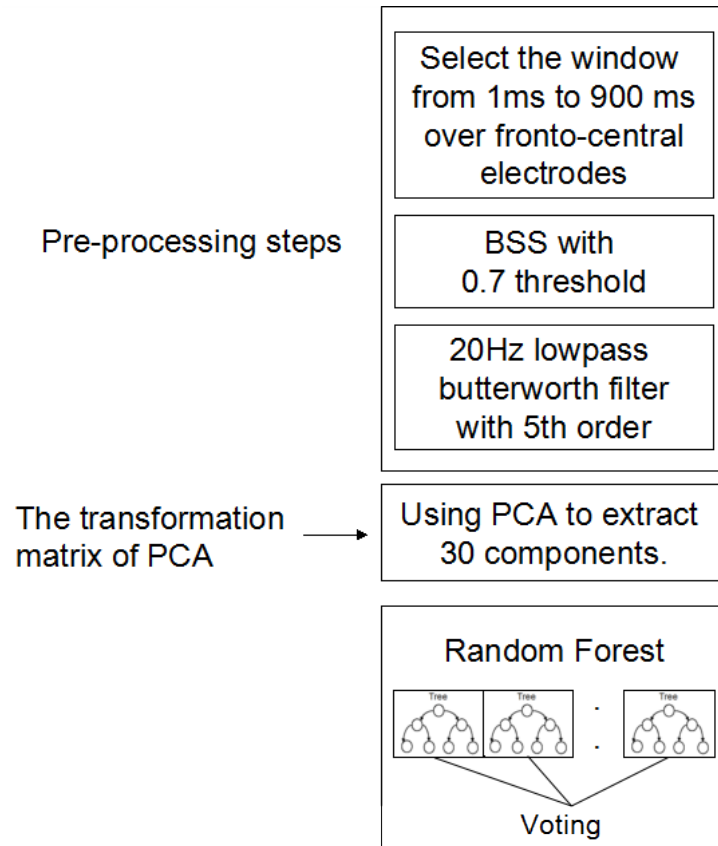 Select the window
from 1ms to 900 ms
over fronto-central
electrodes
Pre-processing steps
BSS with
0.7 threshold
20Hz lowpass
butterworth filter
with 5th order
The transformation
matrix of PCA
Using PCA to extract
30 components.
Random Forest
Tree
Tree
Tree
Voting